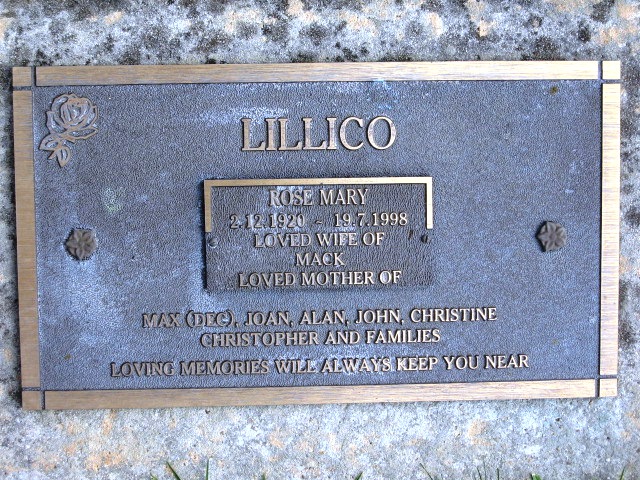 LILLICO
ROSE MARY
2.12.1920 ~ 19.7.1998
LOVED WIFE OF
MACK
LOVED MOTHER OF
MAX (DEC), JOAN, ALAN, JOHN, CHRISTINE
CHRISTOPHER AND FAMILIES
LOVING MEMORIES WILL ALWAYS KEEP YOU NEAR